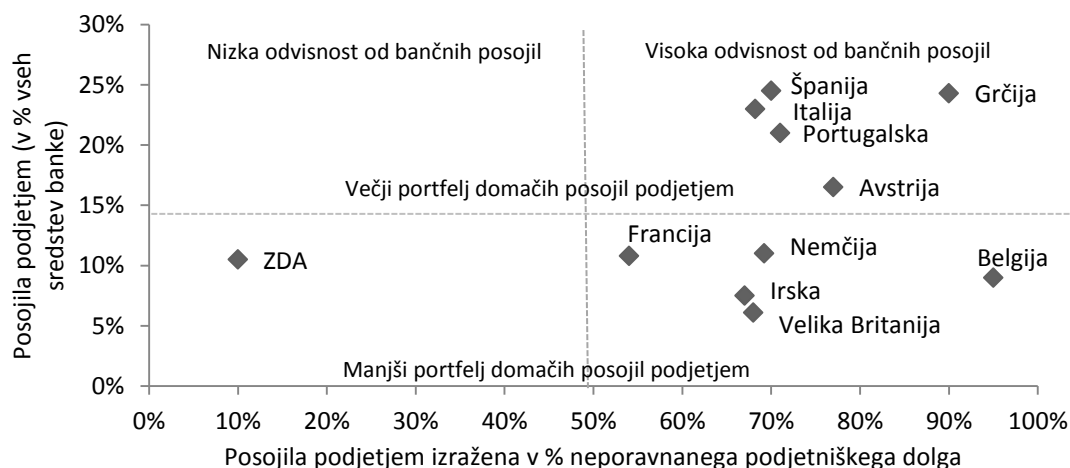 30%
25%
20%
15%
10%
5%
0%
Posojila podjetjem (v % vseh
sredstev banke)
Nizka odvisnost od bančnih posojil
Visoka odvisnost od bančnih posojil
Španija
Grčija
Italija
Portugalska
Večji portfelj domačih posojil podjetjem
Avstrija
Francija
Nemčija
Belgija
ZDA
Irska
Velika Britanija
Manjši portfelj domačih posojil podjetjem
0% 10% 20% 30% 40% 50% 60% 70% 80% 90% 100%
Posojila podjetjem izražena v % neporavnanega podjetniškega dolga